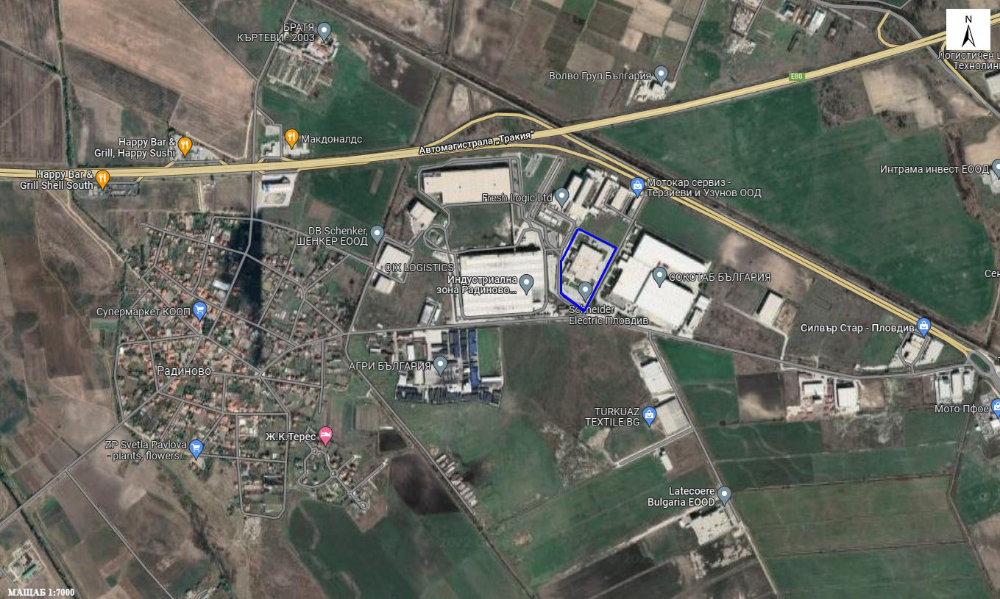 N
БРАТЯ
КЪРТЕВИ - 2003
Логистичен ц
Технолин
E80
Волво Груп България
Happy Bar &
Grill, Happy Sushi
Макдоналдс
Автомагистрала „Тракия“
Happy Bar &
Grill Shell South
Интрама инвест ЕООД
Мотокар сервиз -
Терзиеви и Узунов ООД
Fresh Logic Ltd
DB Schenker,
ШЕНКЕР ЕООД
OIX LOGISTICS
Индустриална
зона Радиново...
СОКОТАБ БЪЛГАРИЯ
Сен
Schneider
Electric Пловдив
Супермаркет КООП
Силвър Стар - Пловдив
АГРИ БЪЛГАРИЯ
Радиново
TURKUAZ
TEXTILE BG
Мото-Пфое
Ж.К.Терес
ZP Svetla Pavlova
- plants, flowers...
Latecoere
Bulgaria EOOD
МАЩАБ 1:7000